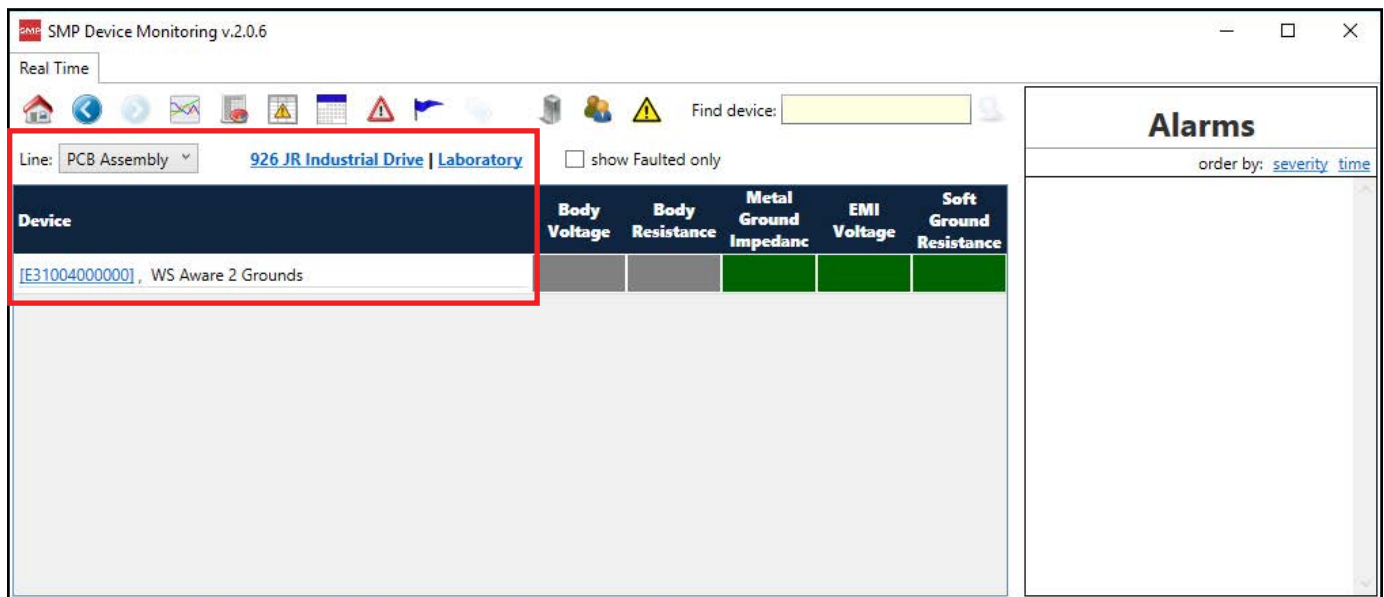 SMP SMP Device Monitoring v.2.0.6
Real Time
Find device:
Line: PCB Assembly 926 JR Industrial Drive | Laboratory show Faulted only
Device
Body
Voltage
Body
Resistance
Metal
Ground
Impedanc
EMI
Voltage
Soft
Ground
Resistance
[E31004000000] , WS Aware 2 Grounds
Alarms
order by: severity time